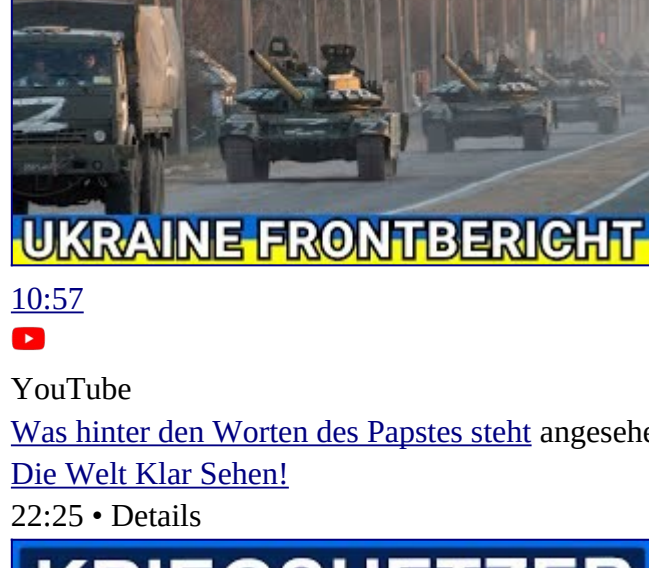 UKRAINE FRONTBERICHT
10:57
YouTube
Was hinter den Worten des Papstes steht
Die Welt Klar Sehen!
22:25 • Details